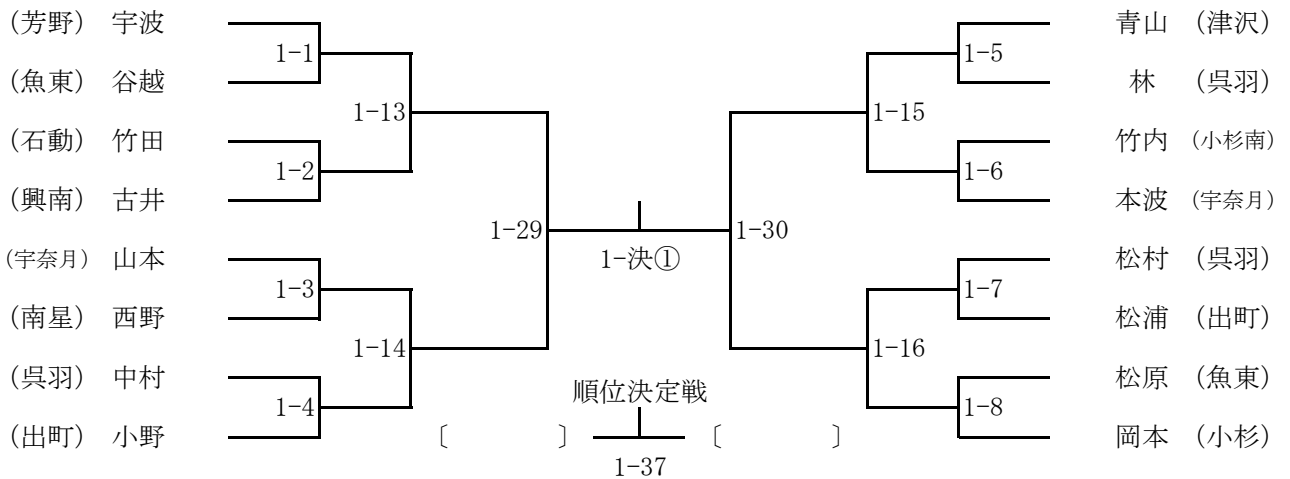 (芳野) 宇波
1-1
(魚東) 谷越
1-13
(石動) 竹田
1-2
(興南) 古井
1-29
(宇奈月) 山本
1-3
(南星) 西野
1-14
(呉羽) 中村
1-4
(出町) 小野
1-決①
順位決定戦
〔 〕 〔 〕
1-37
青山 (津沢)
1-5
林 (呉羽)
1-15
竹内 (小杉南)
1-6
本波 (宇奈月)
1-30
松村 (呉羽)
1-7
松浦 (出町)
1-16
松原 (魚東)
1-8
岡本 (小杉)